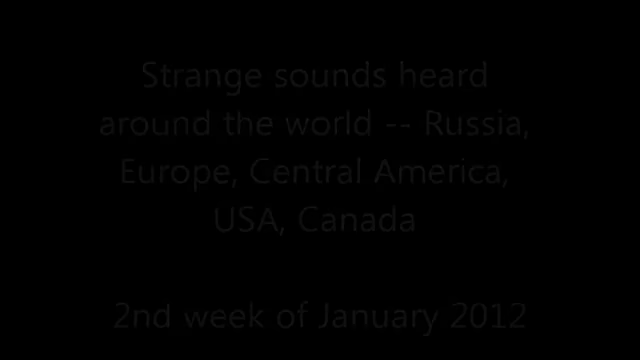 Strange sounds heard
around the world -- Russia,
Europe, Central America,
USA, Canada
2nd week of January 2012